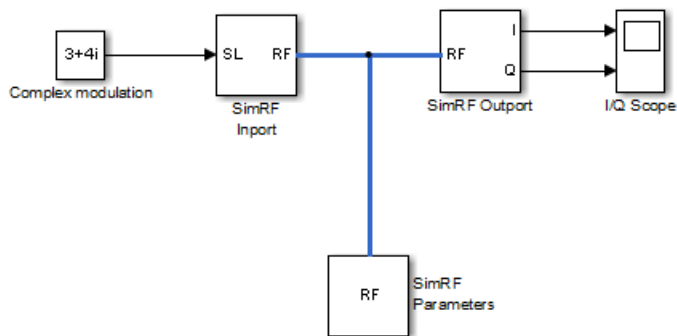 3+4i
Complex modulation
SL RF
SimRF
Inport
RF
I
Q
SimRF Outport
I/Q Scope
RF
SimRF
Parameters